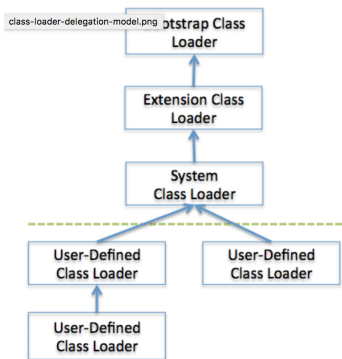 class-loader-delegation-model.png
otstrap Class
Loader
Extension Class
Loader
System
Class Loader
User-Defined
Class Loader
User-Defined
Class Loader
User-Defined
Class Loader